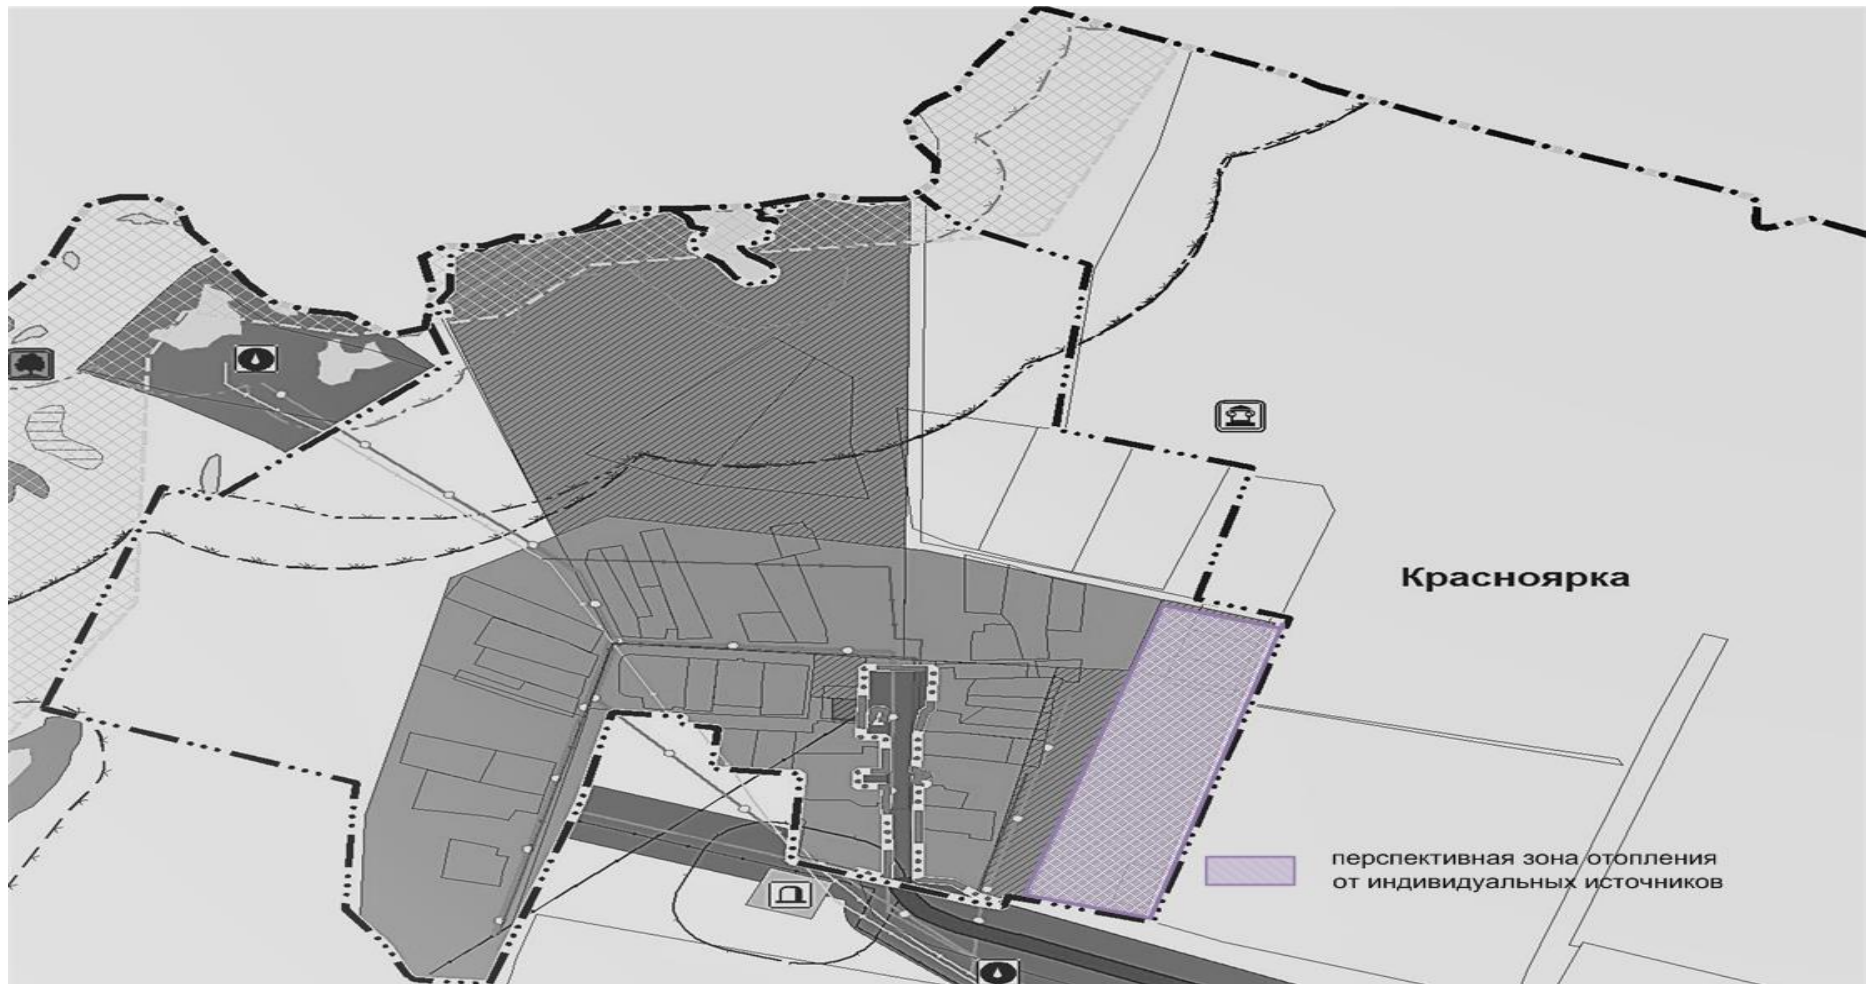 Красноярка
перспективная зона отопления
от индивидуальных источников